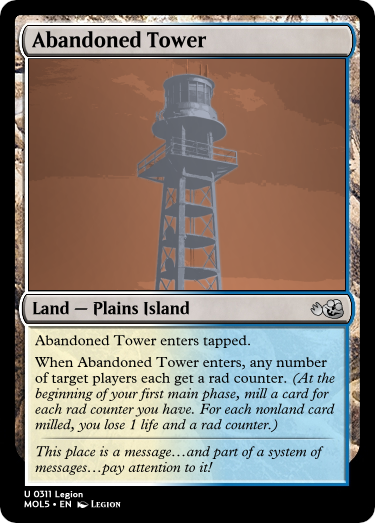 Abandoned Tower
Land — Plains Island
Abandoned Tower enters tapped.
When Abandoned Tower enters, any number
of target players each get a rad counter. (At the
beginning of your first main phase, mill a card for
each rad counter you have. For each nonland card
milled, you lose 1 life and a rad counter.)
This place is a message...and part of a system of
messages...pay attention to it!
U 0311 Legion
MOL5 • EN LEGION